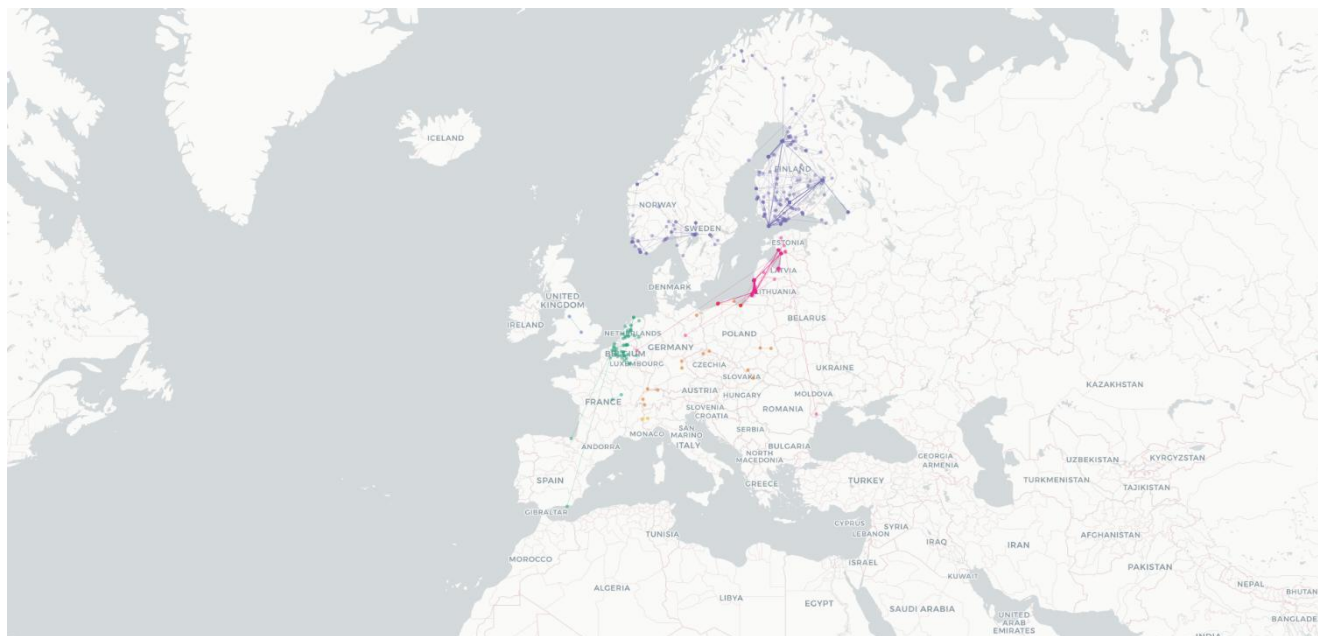 ICELAND
FINLAND
NORWAY
SWEDEN
ESTONIA
LATVIA
DENMARK
LITHUANIA
UNITED
KINGDOM
BELARUS
IRELAND
NETHERLANDS
POLAND
GERMANY
BELGIUM
LUXEMBOURG
CZECHIA
UKRAINE
SLOVAKIA
KAZAKHSTAN
AUSTRIA
HUNGARY
MOLDOVA
FRANCE
SLOVENIA
ROMANIA
CROATIA
MONACO
SAN
MARINO
SERBIA
ANDORRA
ITALY
BULGARIA
NORTH
MACEDONIA
GEORGIA
ARMENIA
UZBEKISTAN
KYRGYZSTAN
SPAIN
GREECE
TURKEY
TURKMENISTAN
TAJIKISTAN
GIBRALTAR
CYPRUS
SYRIA
LEBANON
TUNISIA
AFGHANISTAN
IRAQ
IRAN
MOROCCO
ISRAEL
PAKISTAN
KUWAIT
ALGERIA
NEPAL
BHUTAN
LIBYA
EGYPT
SAUDI ARABIA
UNITED
ARAB
EMIRATES
BANGLADE
INDIA